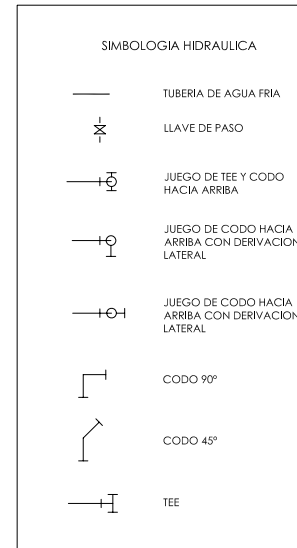 SIMBOLOGIA HIDRAULICA
TUBERIA DE AGUA FRIA
LLAVE DE PASO
JUEGO DE TEE Y CODO
HACIA ARRIBA
JUEGO DE CODO HACIA
ARRIBA CON DERIVACION
LATERAL
JUEGO DE CODO HACIA
ARRIBA CON DERIVACION
LATERAL
CODO 90°
CODO 45°
TEE